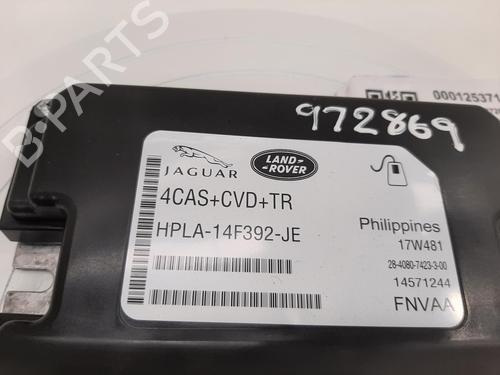 B-PARTS
000125371
972869
JAGUAR
LAND-
ROVER
4CAS+CVD+TR
HPLA-14F392-JE
Philippines
17W481
28-4080-7423-3-00
14571244
FNVAA